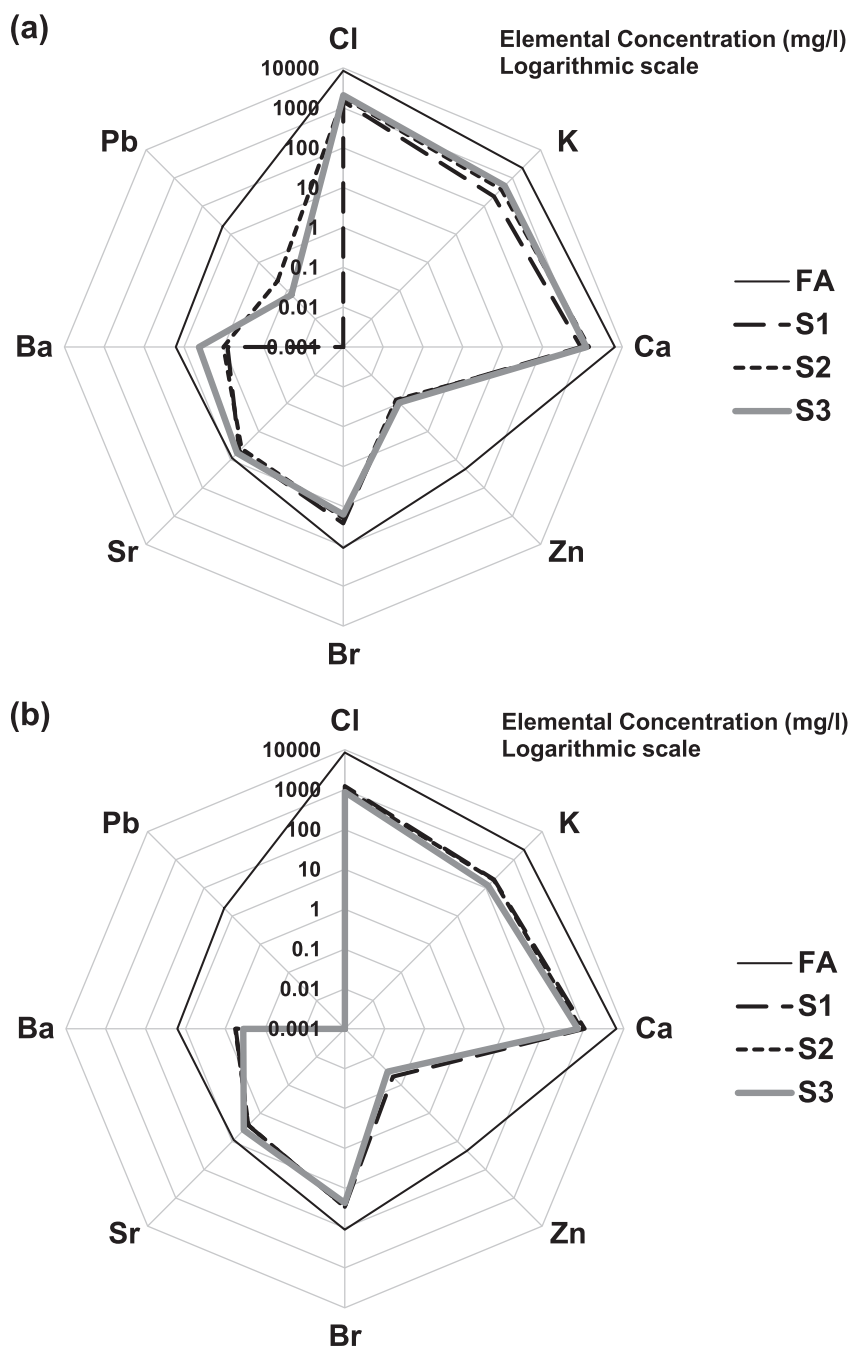 (a)
Cl
Elemental Concentration (mg/l)
Logarithmic scale
10000
1000
100
10
1
0.1
0.01
0.001
Pb
K
Ba
Ca
Sr
Zn
Br
FA
S1
S2
S3
(b)
Cl
Elemental Concentration (mg/l)
Logarithmic scale
10000
1000
100
10
1
0.1
0.01
0.001
Pb
K
Ba
Ca
Sr
Zn
Br
FA
S1
S2
S3